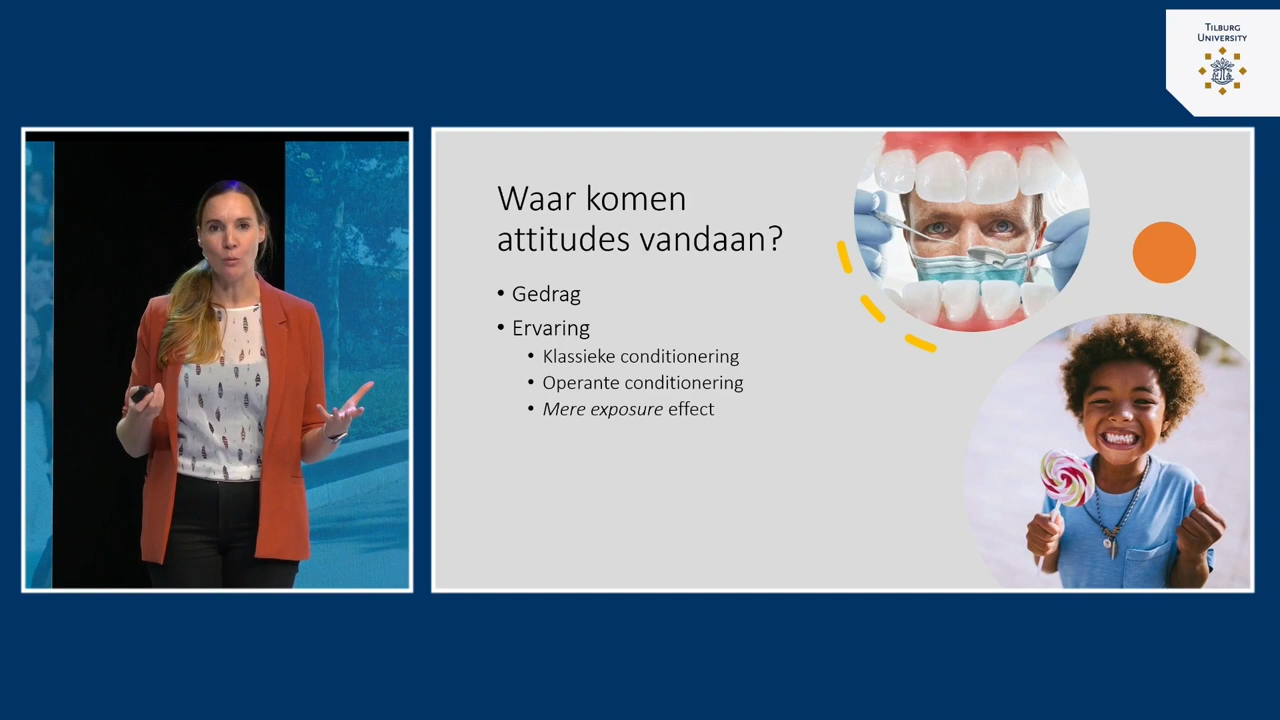 TILBURG
UNIVERSITY
Waar komen
attitudes vandaan?
• Gedrag
• Ervaring
• Klassieke conditionering
• Operante conditionering
• Mere exposure effect